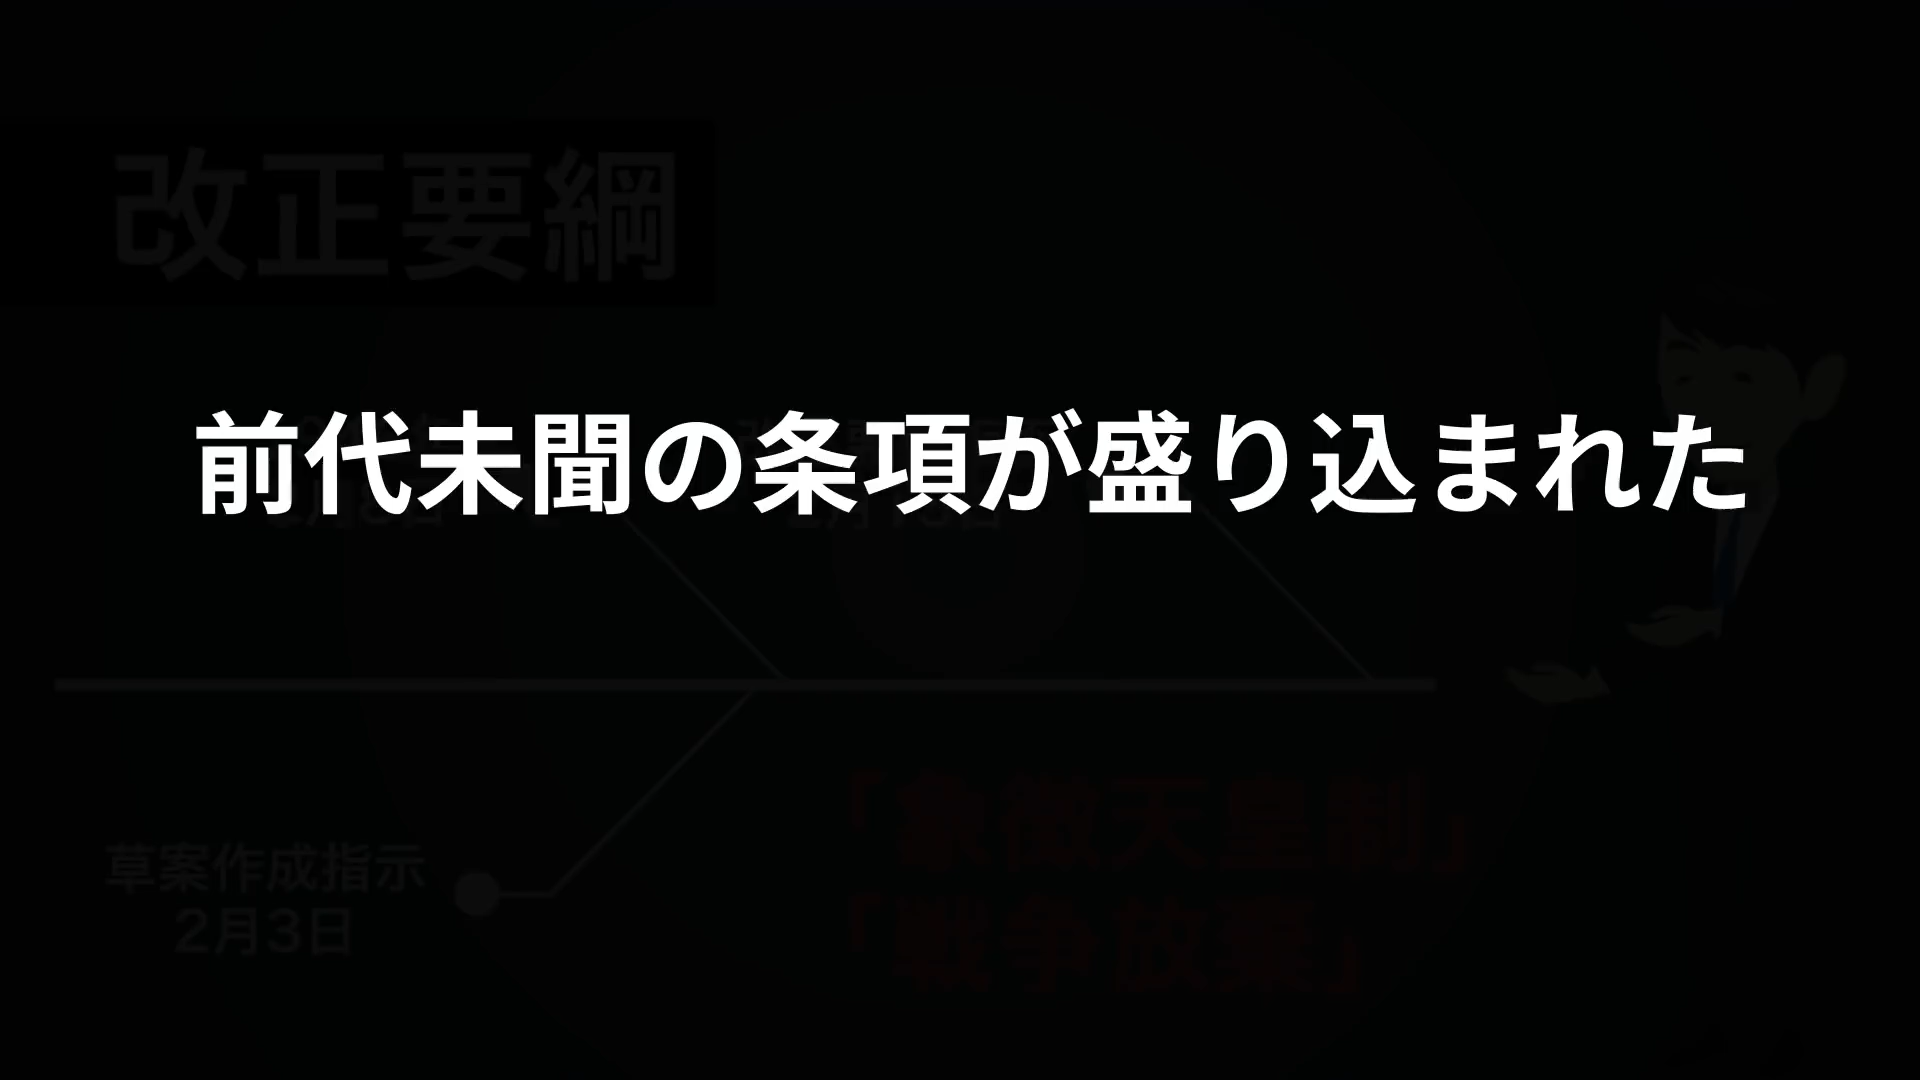 改正要綱
前代未聞の条項が盛り込まれた
「象徴天皇制」
「戦争放棄」
草案作成指示
2月3日